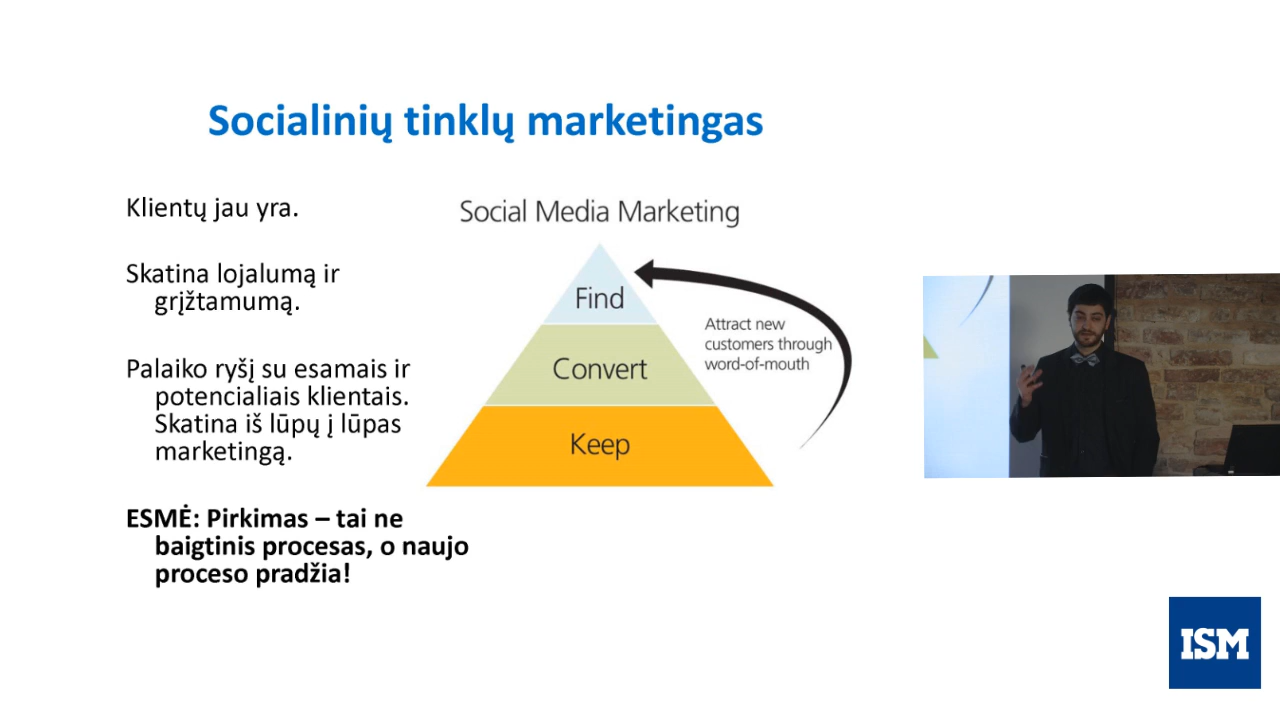 Socialinių tinklų marketingas
Klientų jau yra.
Skatina lojalumą ir
grįžtamumą.
Palaiko ryšį su esamais ir
potencialiais klientais.
Skatina iš lūpų į lūpas
marketingą.
ESMĖ: Pirkimas – tai ne
baigtinis procesas, o naujo
proceso pradžia!
Social Media Marketing
Find
Convert
Keep
Attract new
customers through
word-of-mouth
ISM